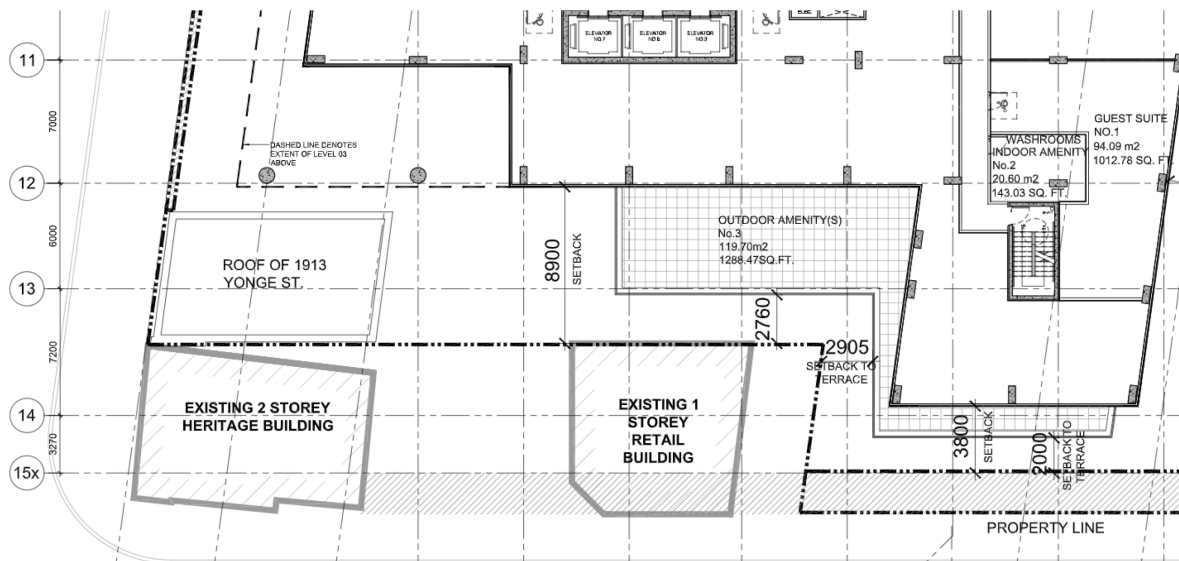 ELEVATOR
NO.7
ELEVATOR
NO.8
11
7000
DASHED LINE DENOTES
EXTENT OF LEVEL 03
ABOVE
GUEST SUITE
NO.1
94.09 m2
1012.78 SQ. FT.
WASHROOMS
INDOOR AMENITY
No.2
20.60 m2
143.03 SQ. FT.
12
6000
ROOF OF 1913
YONGE ST.
8900
SETBACK
OUTDOOR AMENITY(S)
No.3
119.70m2
1288.47SQ.FT.
13
7200
2760
2905
SETBACK TO
TERRACE
EXISTING 2 STOREY
HERITAGE BUILDING
EXISTING 1
STOREY
RETAIL
BUILDING
14
3270
3800
SETBACK
2000
SETBACK TO
TERRACE
15x
PROPERTY LINE